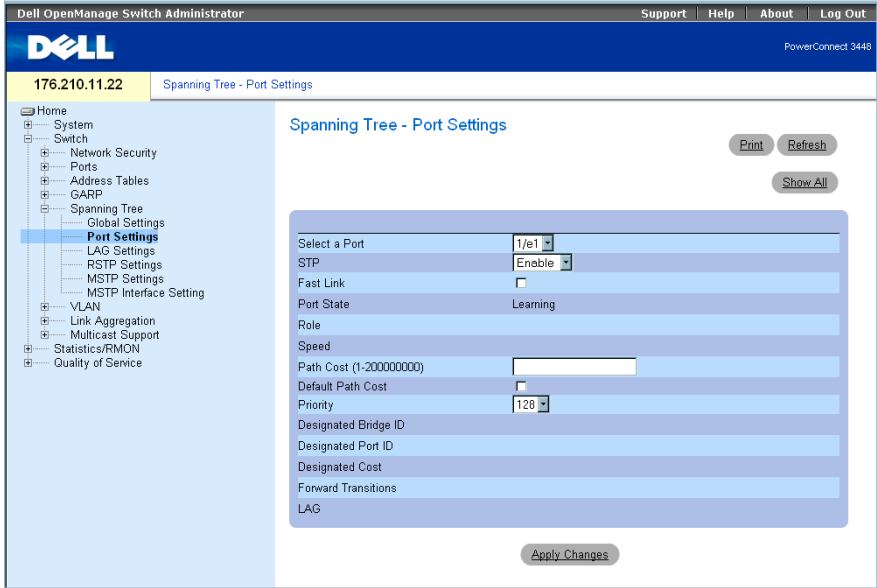 Dell OpenManage Switch Administrator
Support | Help | About | Log Out
DELL
PowerConnect 3448
176.210.11.22
Spanning Tree - Port Settings
Home
System
Switch
Network Security
Ports
Address Tables
GARP
Spanning Tree
Global Settings
Port Settings
LAG Settings
RSTP Settings
MSTP Settings
MSTP Interface Setting
VLAN
Link Aggregation
Multicast Support
Statistics/RMON
Quality of Service
Spanning Tree - Port Settings
Print Refresh
Show All
Select a Port 1/e1
STP Enable
Fast Link
Port State Learning
Role
Speed
Path Cost (1-200000000)
Default Path Cost
Priority 128
Designated Bridge ID
Designated Port ID
Designated Cost
Forward Transitions
LAG
Apply Changes